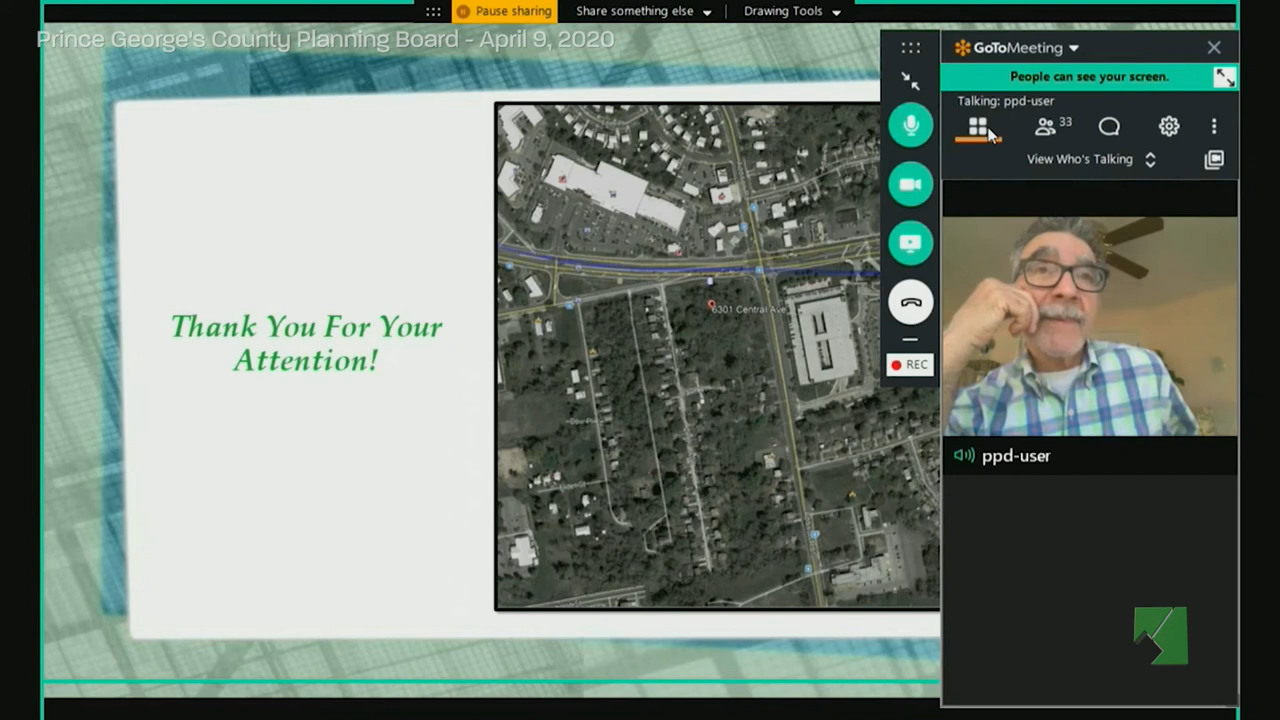 Pause sharing
Share something else
Drawing Tools
Prince George's County Planning Board - April 9, 2020
GoToMeeting
People can see your screen.
Talking: ppd-user
33
View Who's Talking
Thank You For Your
Attention!
6301 Central Ave
REC
ppd-user